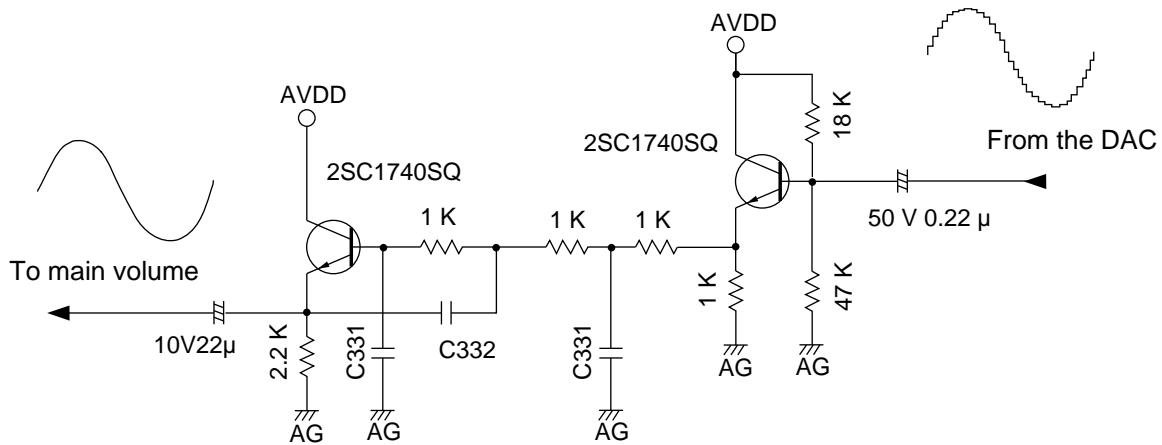 AVDD
AVDD
18 K
From the DAC
2SC1740SQ
2SC1740SQ
50 V 0.22 µ
1 K
1 K
1 K
To main volume
1 K
47 K
10V22µ
2.2 K
C331
C332
C331
AG
AG
AG
AG
AG